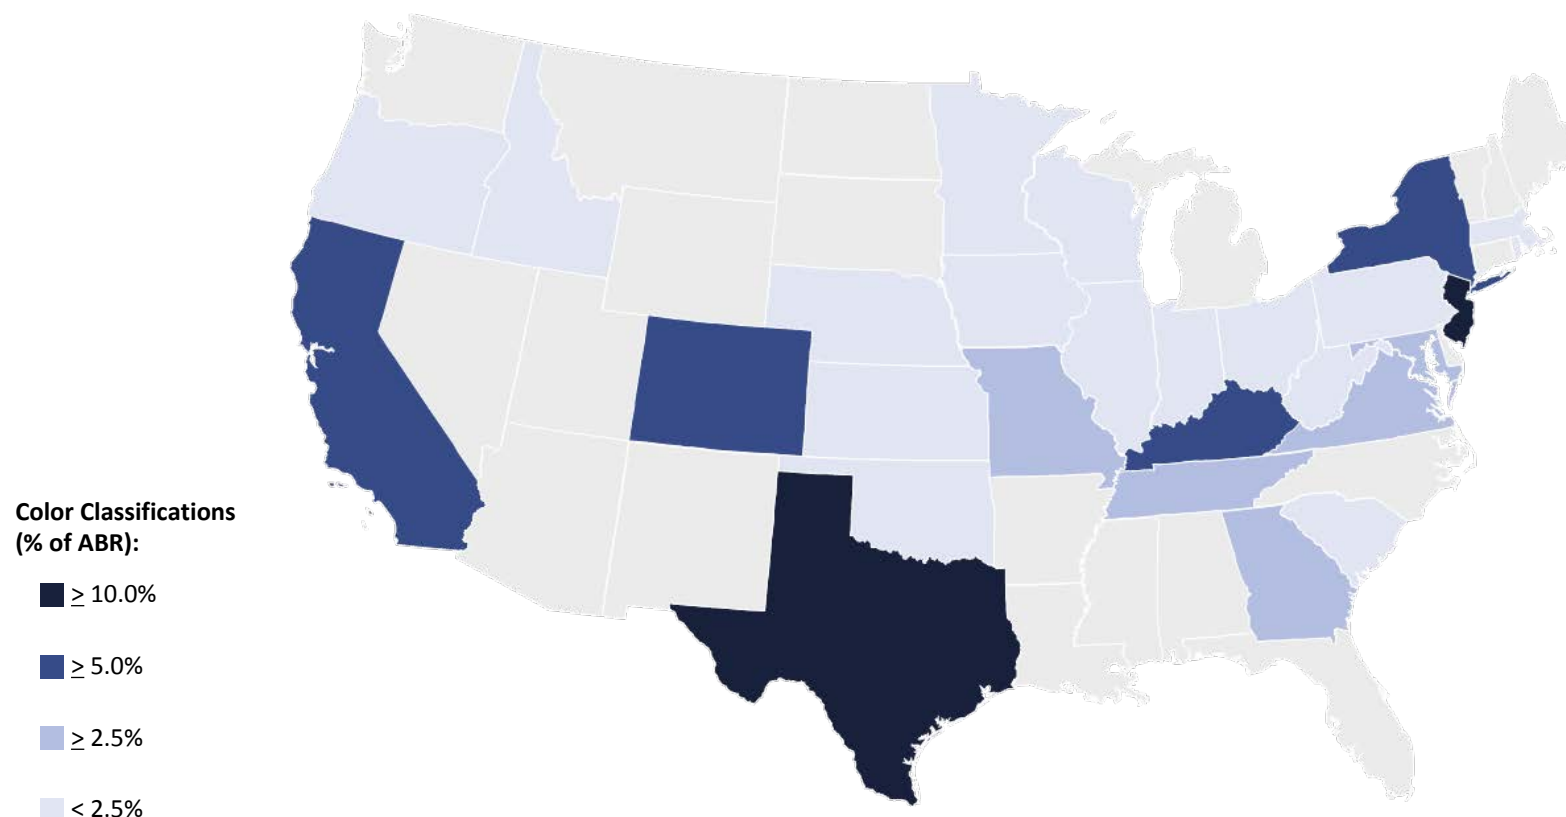 Color Classifications
(% of ABR):
≥ 10.0%
≥ 5.0%
≥ 2.5%
< 2.5%